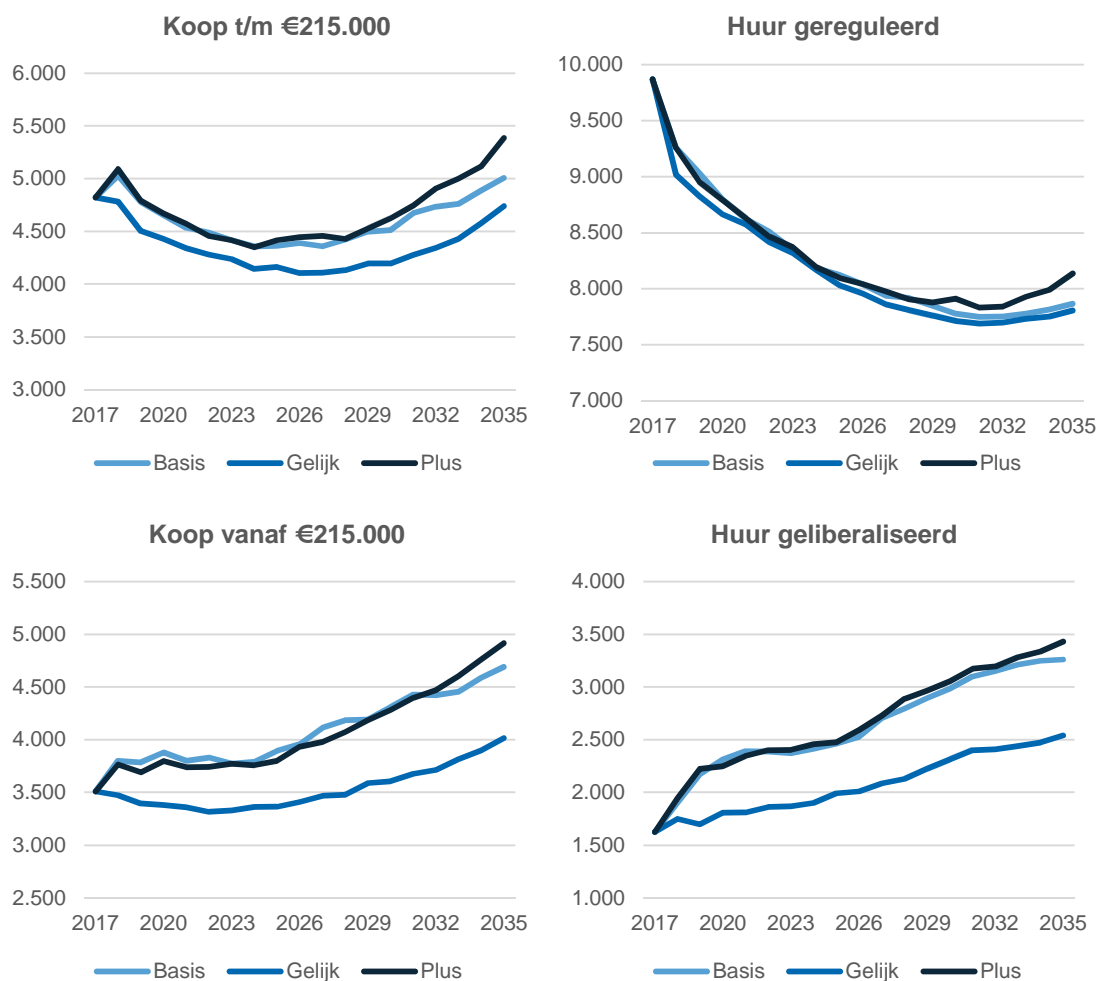 Koop t/m €215.000
6.000
5.500
5.000
4.500
4.000
3.500
3.000
2017 2020 2023 2026 2029 2032 2035
Basis Gelijk Plus
Huur gereguleerd
10.000
9.500
9.000
8.500
8.000
7.500
7.000
2017 2020 2023 2026 2029 2032 2035
Basis Gelijk Plus
Koop vanaf €215.000
5.500
5.000
4.500
4.000
3.500
3.000
2.500
2017 2020 2023 2026 2029 2032 2035
Basis Gelijk Plus
Huur geliberaliseerd
4.000
3.500
3.000
2.500
2.000
1.500
1.000
2017 2020 2023 2026 2029 2032 2035
Basis Gelijk Plus